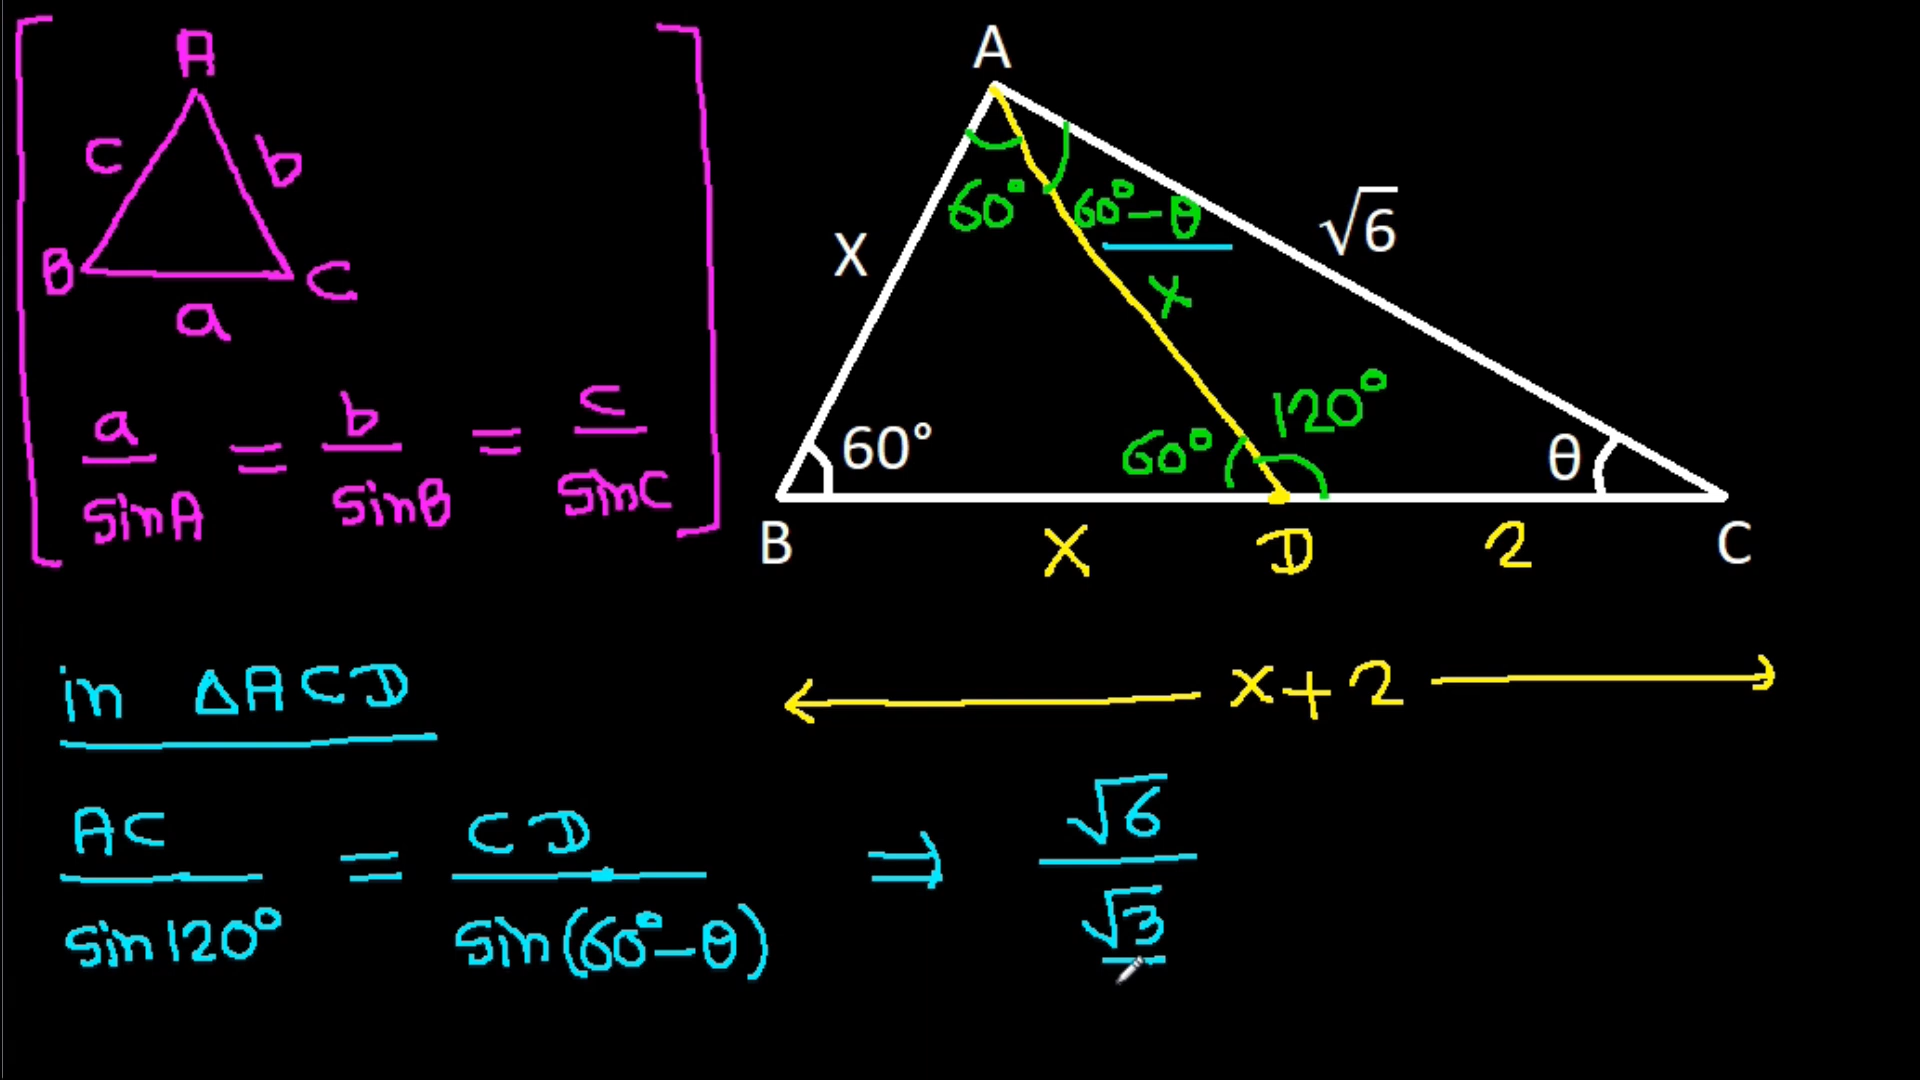 A
c b
B C
a
a/sinA = b/sinB = c/sinC
A
60° 60°-θ
X √6
x
60° 60° 120° θ
B X D 2 C
x+2
in ΔACD
AC/sin120° = CD/sin(60°-θ) ⇒ √6/√3